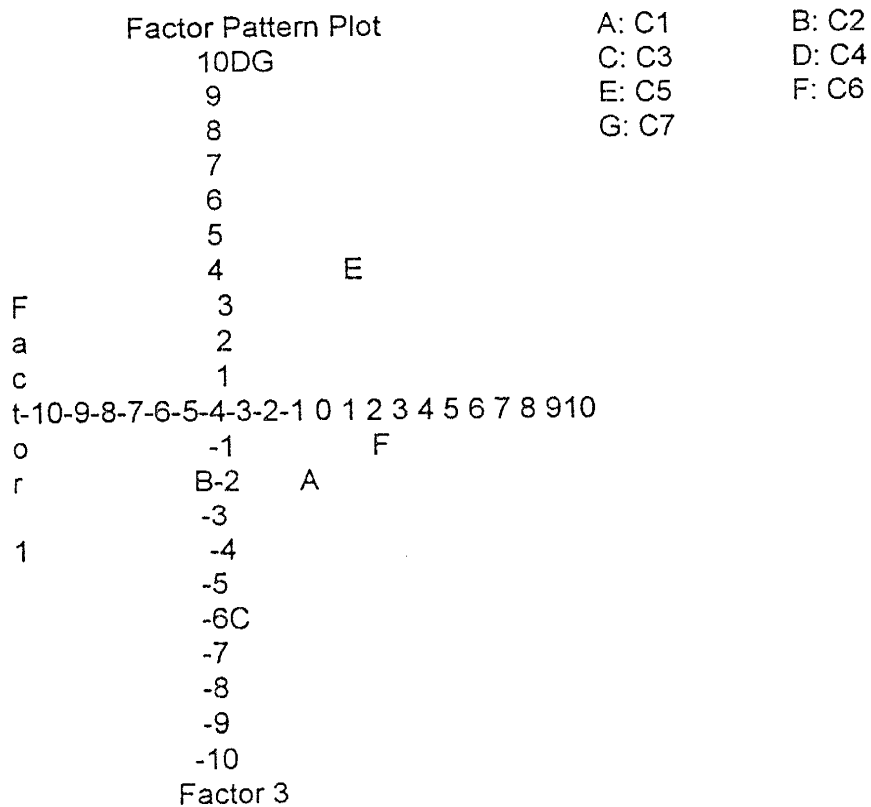 Factor Pattern Plot A: C1 B: C2
10DG C: C3 D: C4
9 E: C5 F: C6
8 G: C7
7
6
5
4 E
F 3
a 2
c 1
t-10-9-8-7-6-5-4-3-2-1 0 1 2 3 4 5 6 7 8 910
o -1 F
r B-2 A
-3
1 -4
-5
-6C
-7
-8
-9
-10
Factor 3